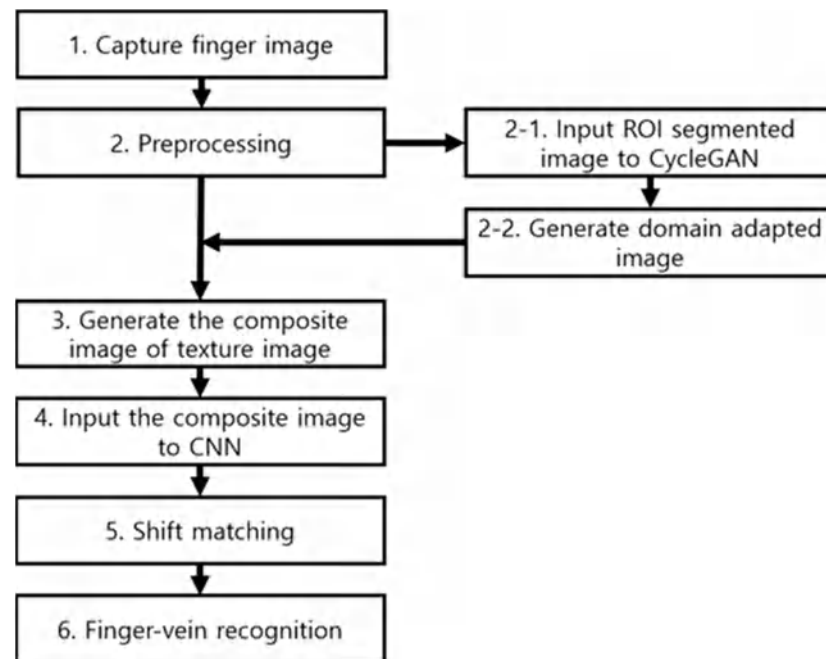 1. Capture finger image
2. Preprocessing
2-1. Input ROI segmented
image to CycleGAN
2-2. Generate domain adapted
image
3. Generate the composite
image of texture image
4. Input the composite image
to CNN
5. Shift matching
6. Finger-vein recognition